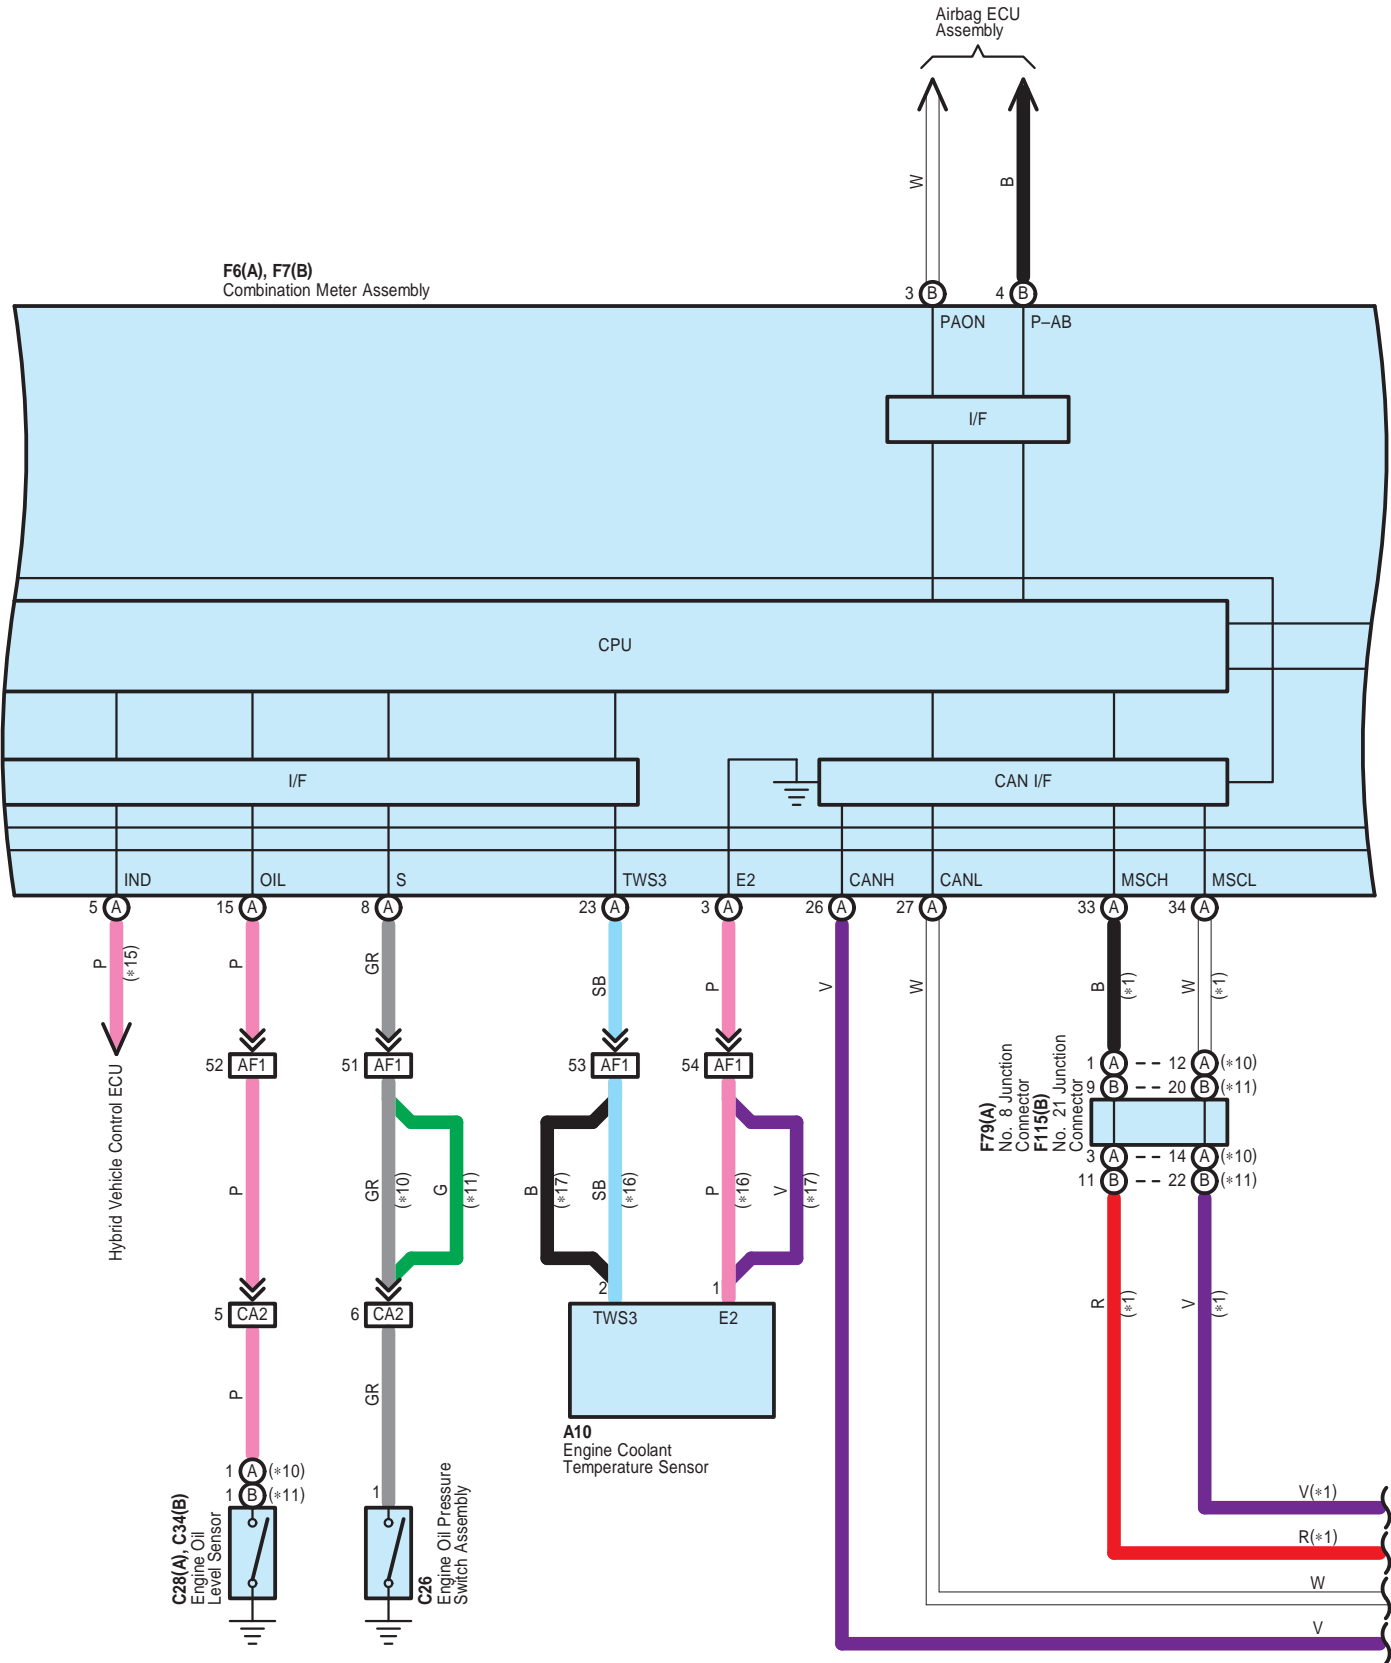 Airbag ECU
Assembly
W
B
F6(A), F7(B)
Combination Meter Assembly
3 B
4 B
PAON
P–AB
I/F
CPU
I/F
CAN I/F
IND
OIL
S
TWS3
E2
CANH
CANL
MSCH
MSCL
5 A
15 A
8 A
23 A
3 A
26 A
27 A
33 A
34 A
P
(*15)
P
GR
SB
P
V
W
B
(*1)
W
(*1)
Hybrid Vehicle Control ECU
52 AF1
51 AF1
53 AF1
54 AF1
1 A -- 12 A (*10)
9 B -- 20 B (*11)
F79(A)
No. 8 Junction
Connector
F115(B)
No. 21 Junction
Connector
3 A -- 14 A (*10)
11 B -- 22 B (*11)
P
GR
(*10)
G
(*11)
B
(*17)
SB
(*16)
P
(*16)
V
(*17)
5 CA2
6 CA2
2
1
TWS3
E2
R
(*1)
V
(*1)
P
GR
A10
Engine Coolant
Temperature Sensor
1 A (*10)
1 B (*11)
1
C28(A), C34(B)
Engine Oil
Level Sensor
C26
Engine Oil Pressure
Switch Assembly
V(*1)
R(*1)
W
V